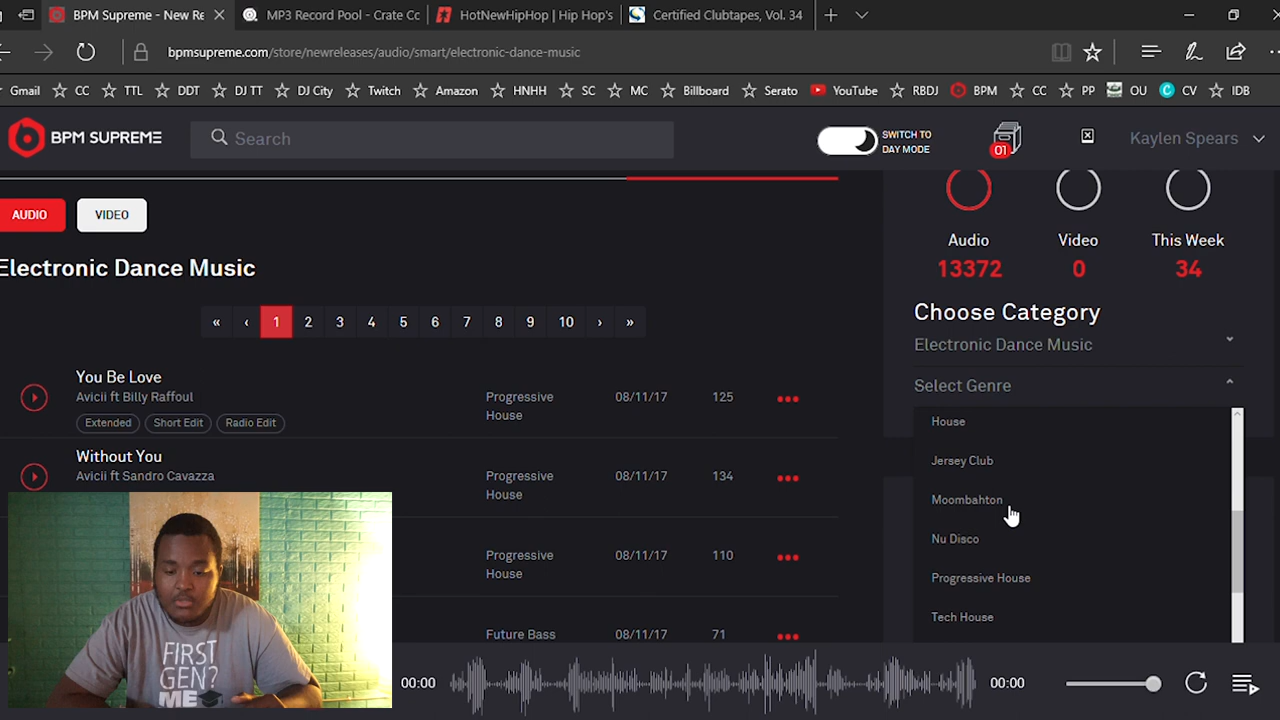 BPM Supreme - New Re
MP3 Record Pool - Crate Co
HotNewHipHop | Hip Hop's
Certified Clubtapes, Vol. 34
bpmsupreme.com/store/newreleases/audio/smart/electronic-dance-music
Gmail CC TTL DDT DJ TT DJ City Twitch Amazon HNHH SC MC Billboard Serato YouTube RBDJ BPM CC PP OU CV IDB
BPM SUPREME
Search
SWITCH TO
DAY MODE
01
Kaylen Spears
AUDIO
VIDEO
Electronic Dance Music
« ‹ 1 2 3 4 5 6 7 8 9 10 › »
You Be Love
Avicii ft Billy Raffoul
Extended Short Edit Radio Edit
Progressive
House
08/11/17
125
Without You
Avicii ft Sandro Cavazza
Progressive
House
08/11/17
134
Progressive
House
08/11/17
110
Future Bass
08/11/17
71
Audio
13372
Video
0
This Week
34
Choose Category
Electronic Dance Music
Select Genre
House
Jersey Club
Moombahton
Nu Disco
Progressive House
Tech House
FIRST
GEN?
ME
00:00
00:00